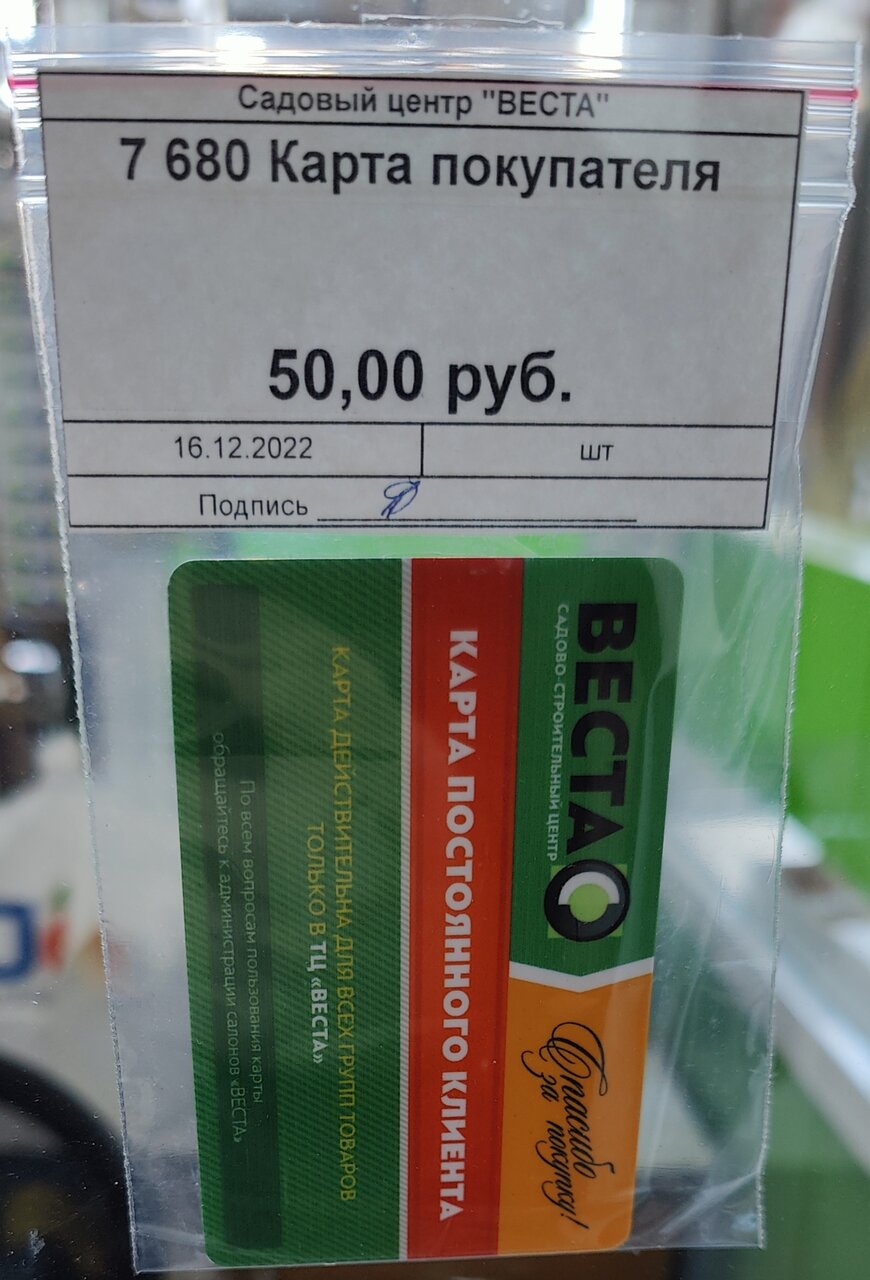 Садовый центр "ВЕСТА"
7 680 Карта покупателя
50,00 руб.
16.12.2022
шт
Подпись
ВЕСТА
САДОВО-СТРОИТЕЛЬНЫЙ ЦЕНТР
Спасибо
за покупку!
КАРТА ПОСТОЯННОГО КЛИЕНТА
КАРТА ДЕЙСТВИТЕЛЬНА ДЛЯ ВСЕХ ГРУПП ТОВАРОВ
ТОЛЬКО В ТЦ «ВЕСТА»
По всем вопросам пользования карты
обращайтесь к администрации салонов «ВЕСТА»